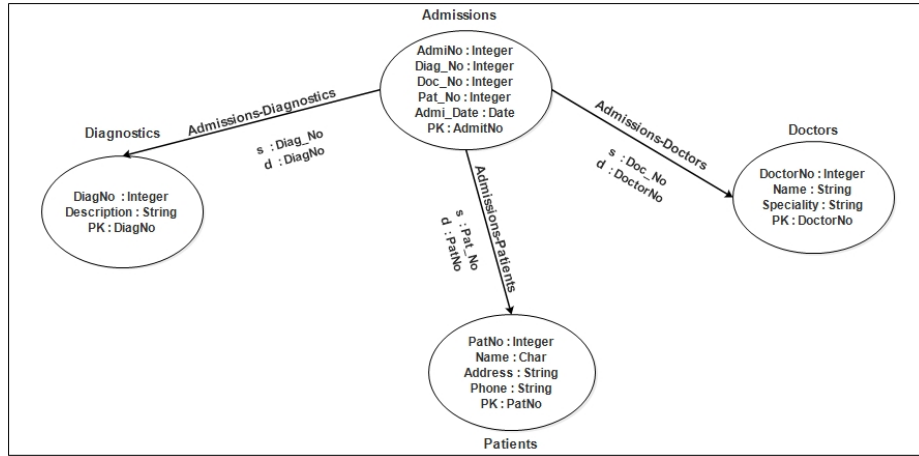 Admissions
AdmiNo : Integer
Diag_No : Integer
Doc_No : Integer
Pat_No : Integer
Admi_Date : Date
PK : AdmitNo
Admissions-Diagnostics
s : Diag_No
d : DiagNo
Admissions-Doctors
s : Doc_No
d : DoctorNo
Diagnostics
DiagNo : Integer
Description : String
PK : DiagNo
Doctors
DoctorNo : Integer
Name : String
Speciality : String
PK : DoctorNo
Admissions-Patients
s : Pat_No
d : PatNo
PatNo : Integer
Name : Char
Address : String
Phone : String
PK : PatNo
Patients